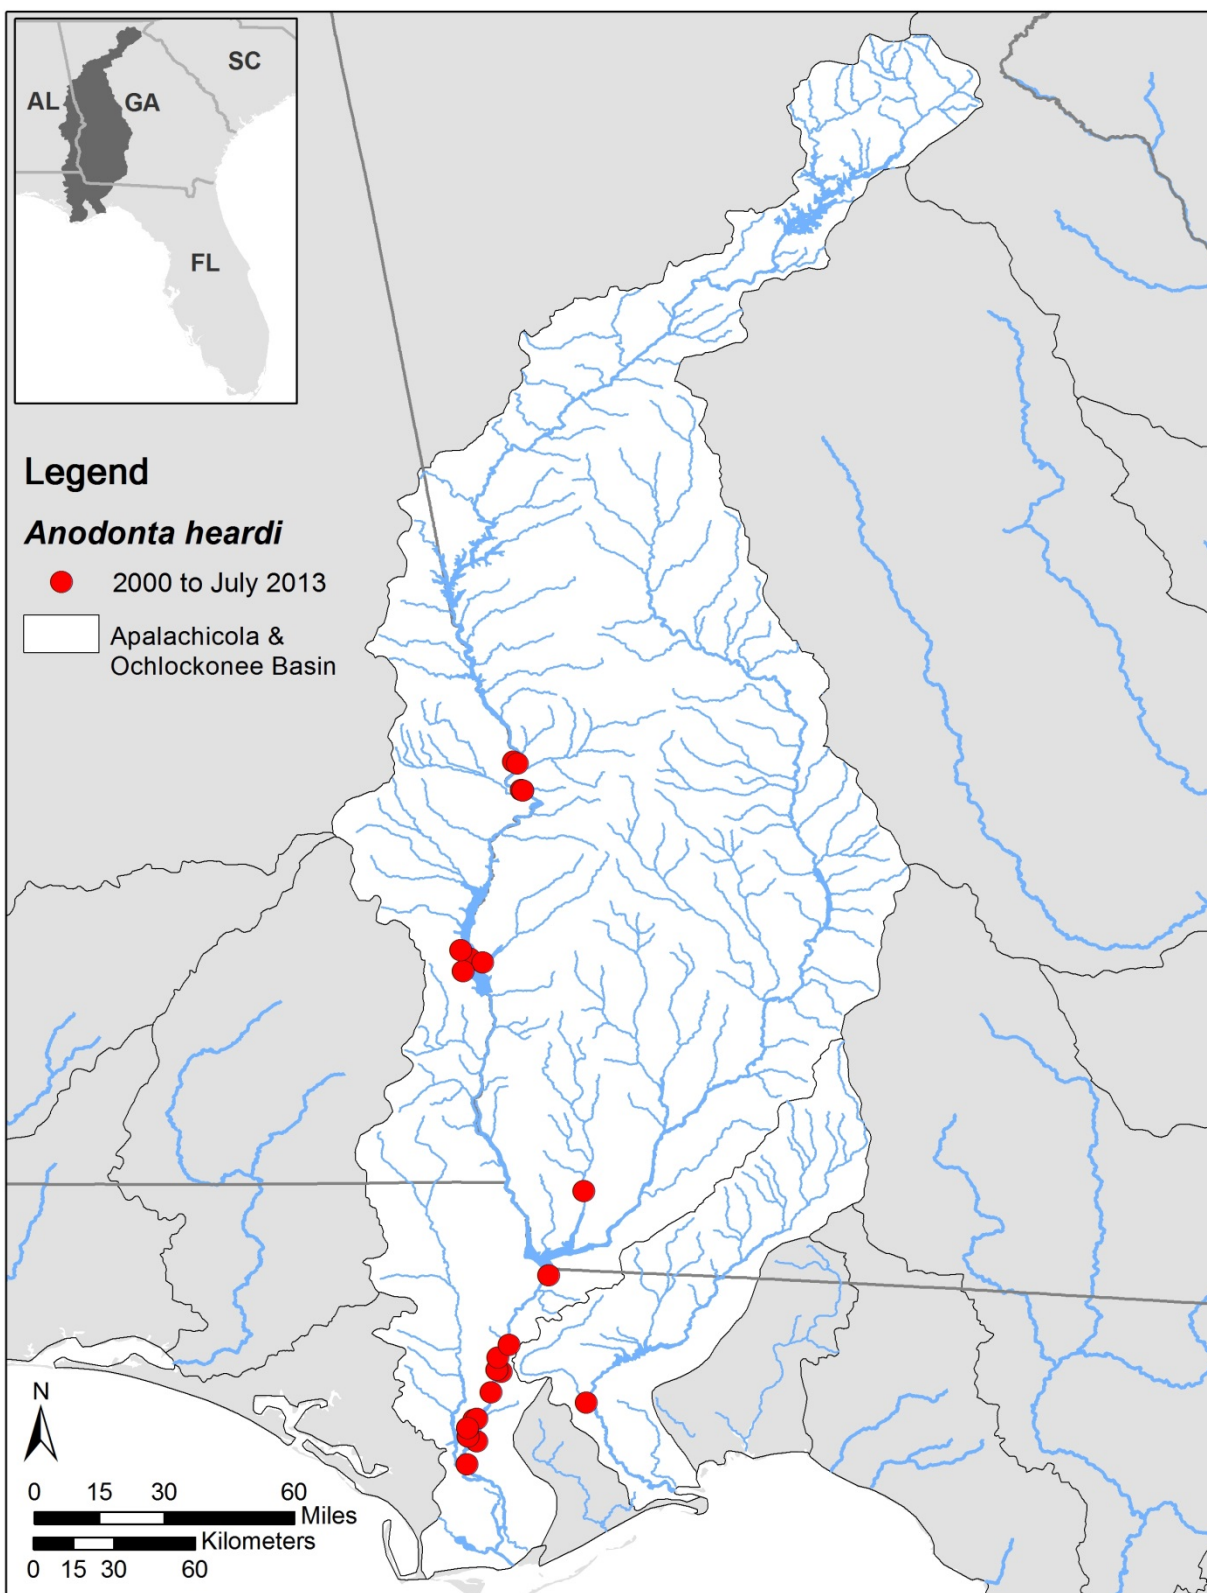 SC
AL
GA
FL
Legend
Anodonta heardi
2000 to July 2013
Apalachicola &
Ochlockonee Basin
N
0 15 30 60
Miles
Kilometers
0 15 30 60